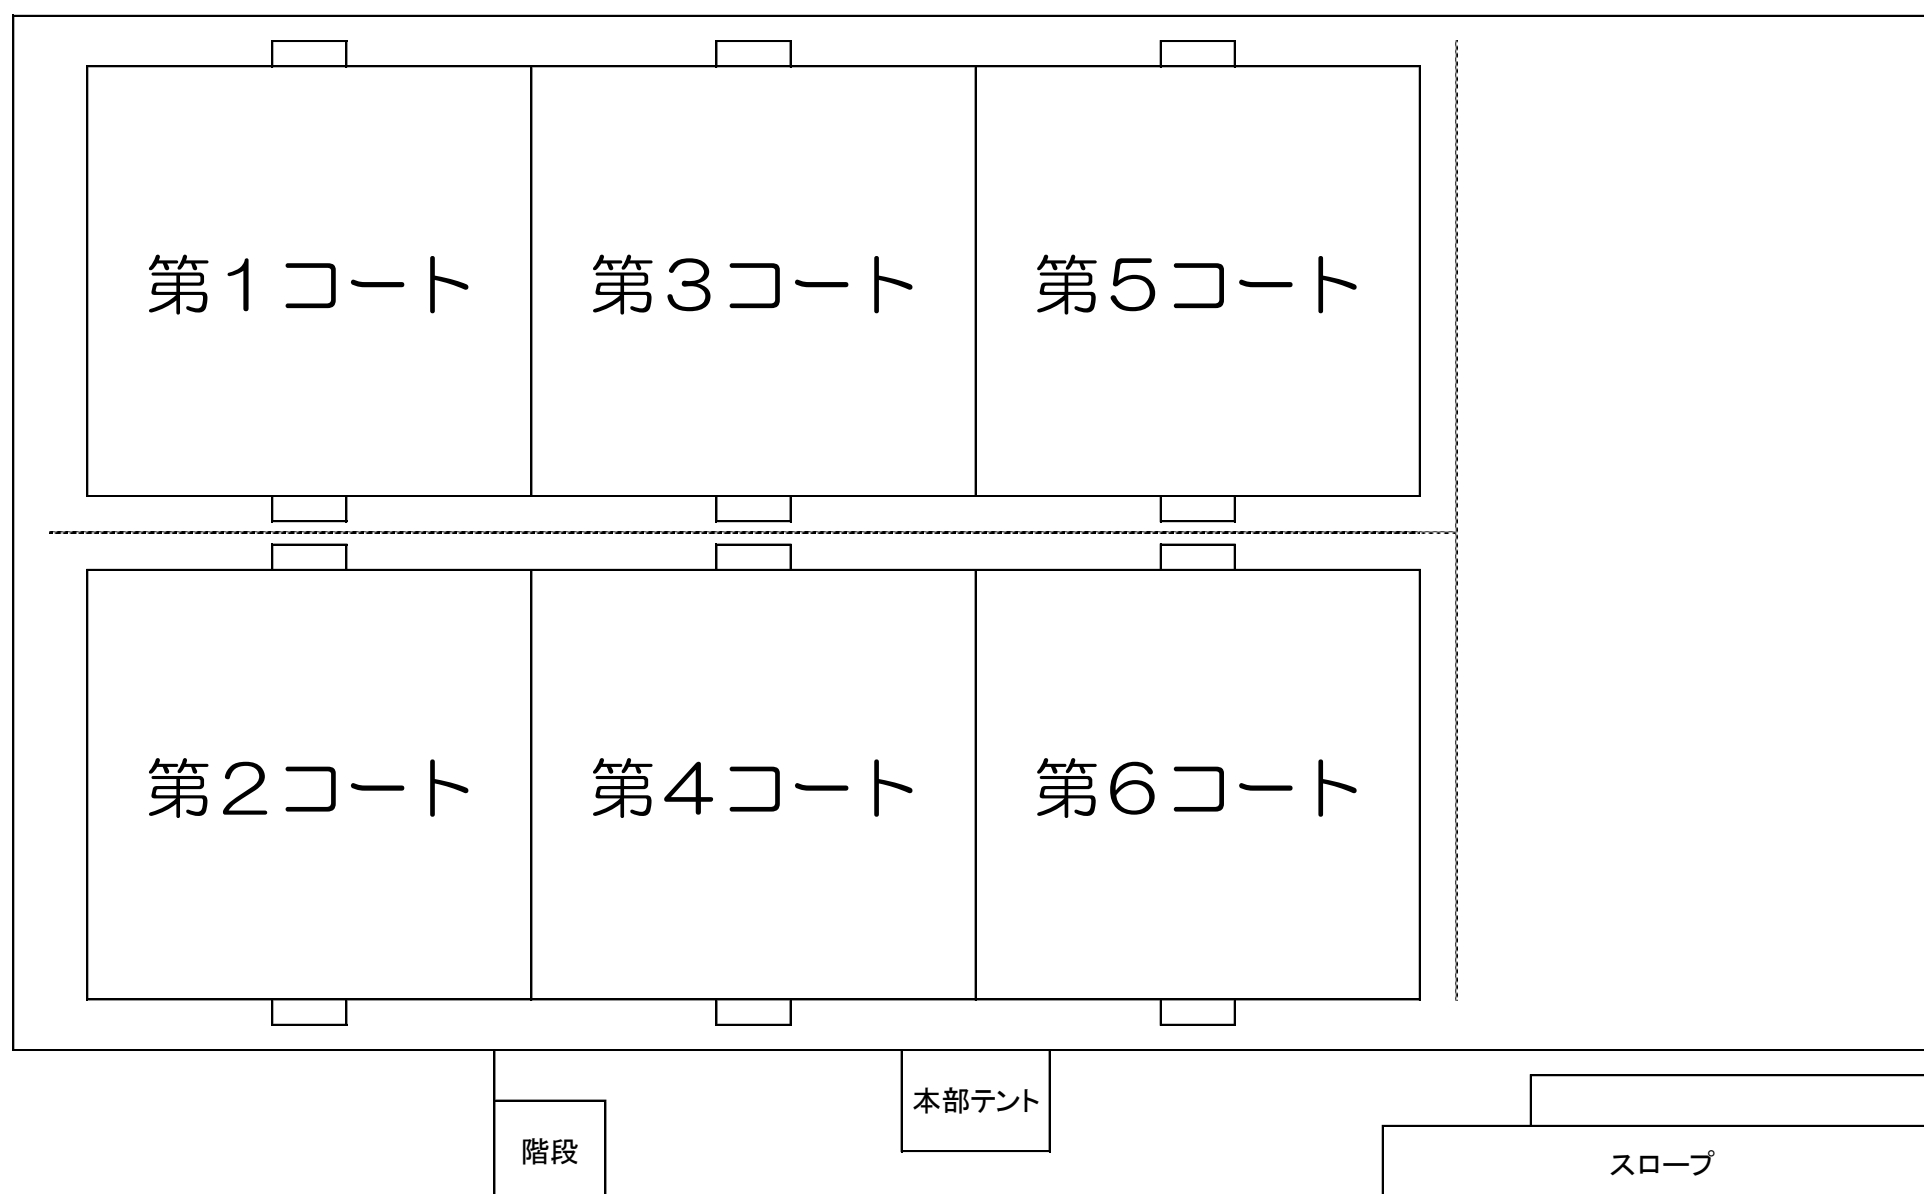 第1コート
第3コート
第5コート
第2コート
第4コート
第6コート
本部テント
階段
スロープ